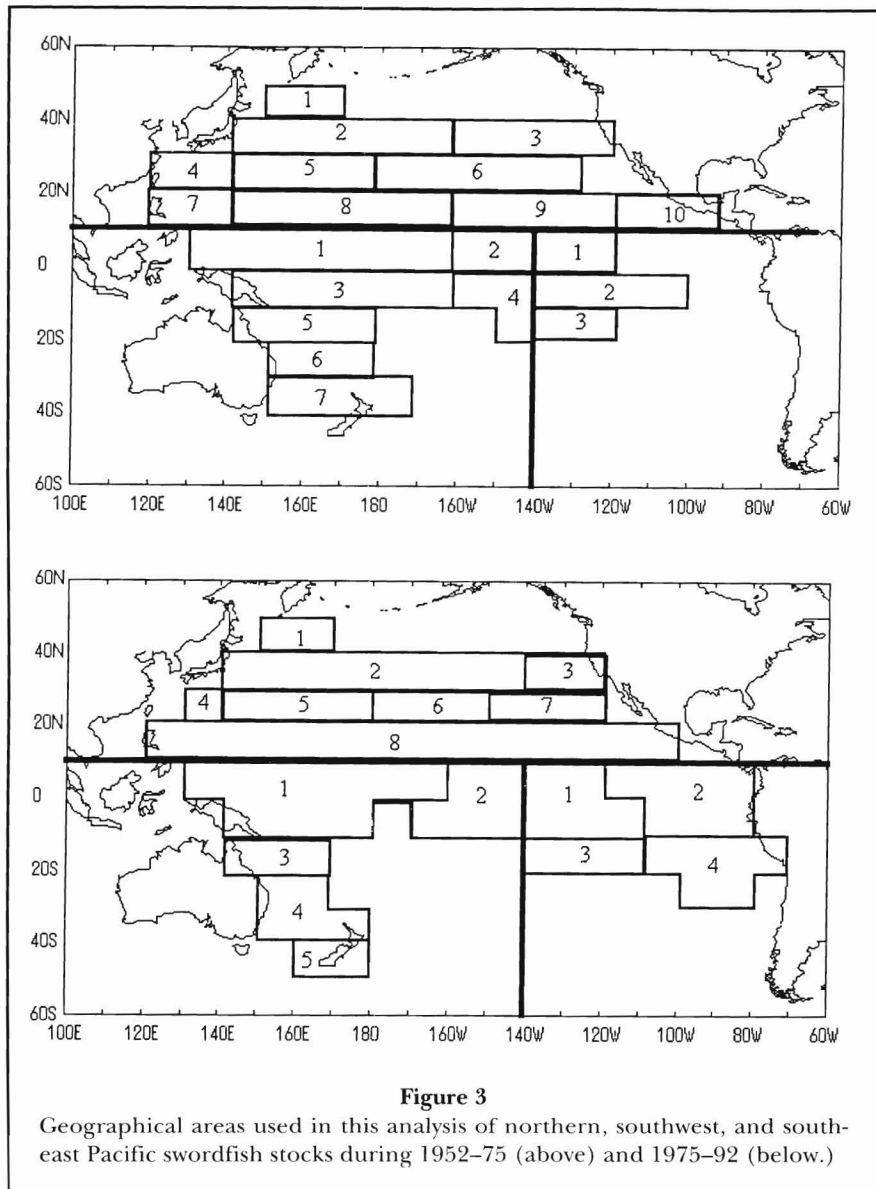 60N
40N
20N
0
20S
40S
60S
1
2 3
4 5 6
7 8 9 10
1 2 1
3 4 2
5 3
6
7
100E 120E 140E 160E 180 160W 140W 120W 100W 80W 60W
60N
40N
20N
0
20S
40S
60S
1
2 3
4 5 6 7
8
1 2 1 2
3 3 4
4
5
100E 120E 140E 160E 180 160W 140W 120W 100W 80W 60W
Figure 3
Geographical areas used in this analysis of northern, southwest, and south-
east Pacific swordfish stocks during 1952–75 (above) and 1975–92 (below.)